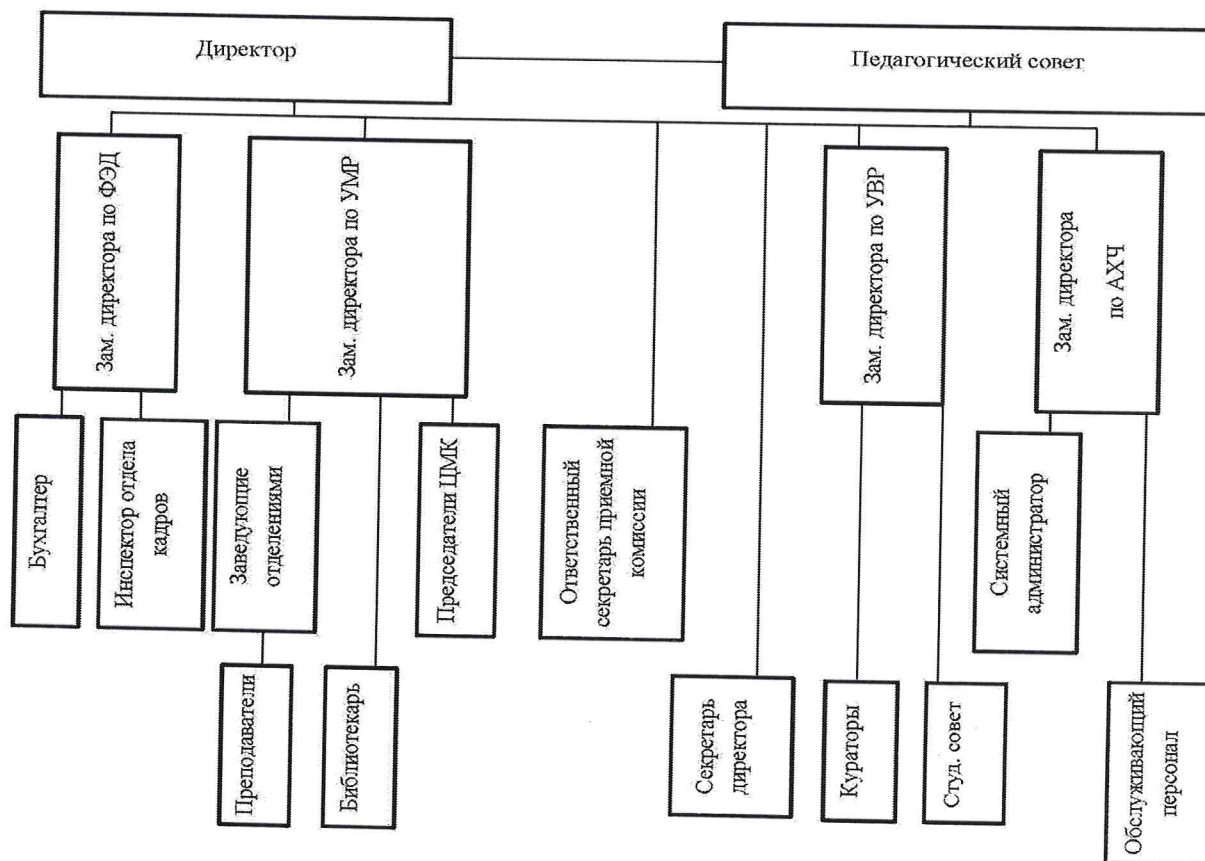 Директор
Педагогический совет
Зам. директора по ФЭД
Зам. директора по УМР
Зам. директора по УВР
Зам. директора
по АХЧ
Бухгалтер
Инспектор отдела
кадров
Заведующие
отделениями
Председатели ЦМК
Ответственный
секретарь приемной
комиссии
Системный
администратор
Преподаватели
Библиотекарь
Секретарь
директора
Кураторы
Студ. совет
Обслуживающий
персонал